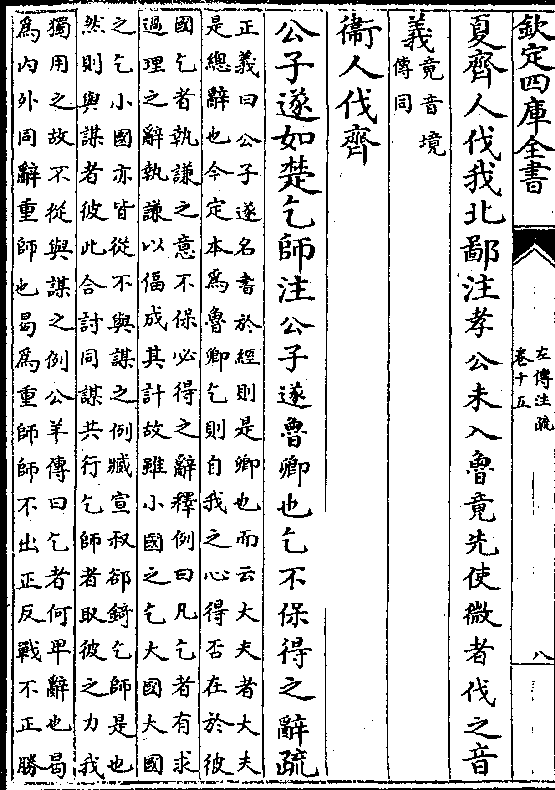 欽定四庫全書
左傳注疏
卷十五
八
夏齊人伐我北鄙注孝公未入魯竟先使微者伐之音
義竟音境
傳同
衞人伐齊
公子遂如楚乞師注公子遂魯卿也乞不保得之辭疏
正義曰公子遂名書於經則是卿也而云大夫者大夫
是總辭也今定本為魯卿乞則自我之心得否在於彼
國乞者執謙之意不保必得之辭釋例曰凡乞者有求
過理之辭執謙以偪成其計故雖小國之乞大國大國
之乞小國亦皆從不與謀之例臧宣叔郤錡乞師是也
然則與謀者彼此合討同謀共行乞師者取彼之力我
獨用之故不從與謀之例公羊傳曰乞者何卑辭也曷
為内外同辭重師也曷為重師師不出正反戰不正勝